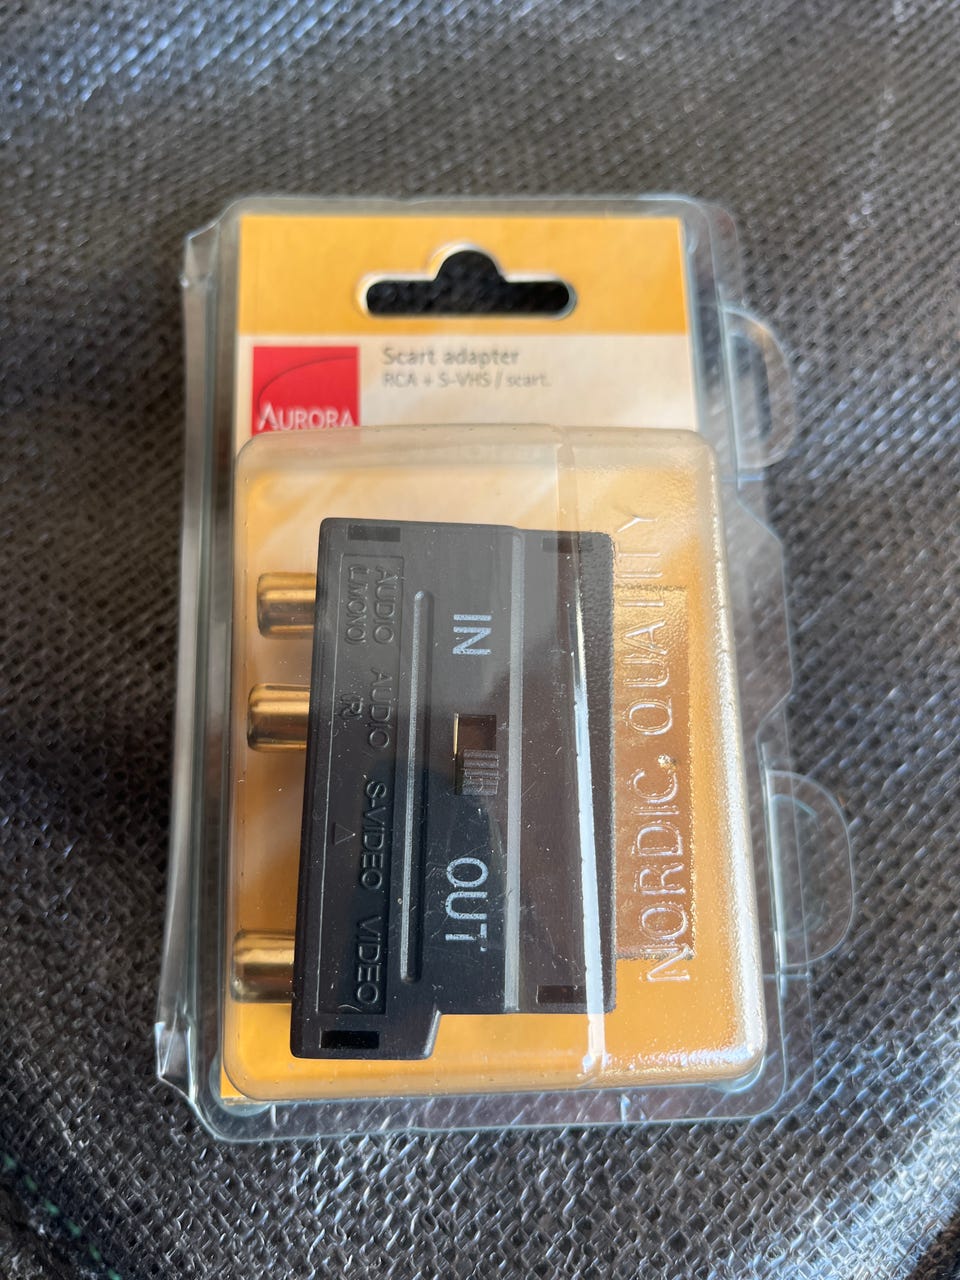 Scart adapter
RCA + S-VHS / scart.
AURORA
IN
OUT
AUDIO AUDIO S.VIDEO VIDEO
(L/MONO) (R)
NORDIC QUALITY